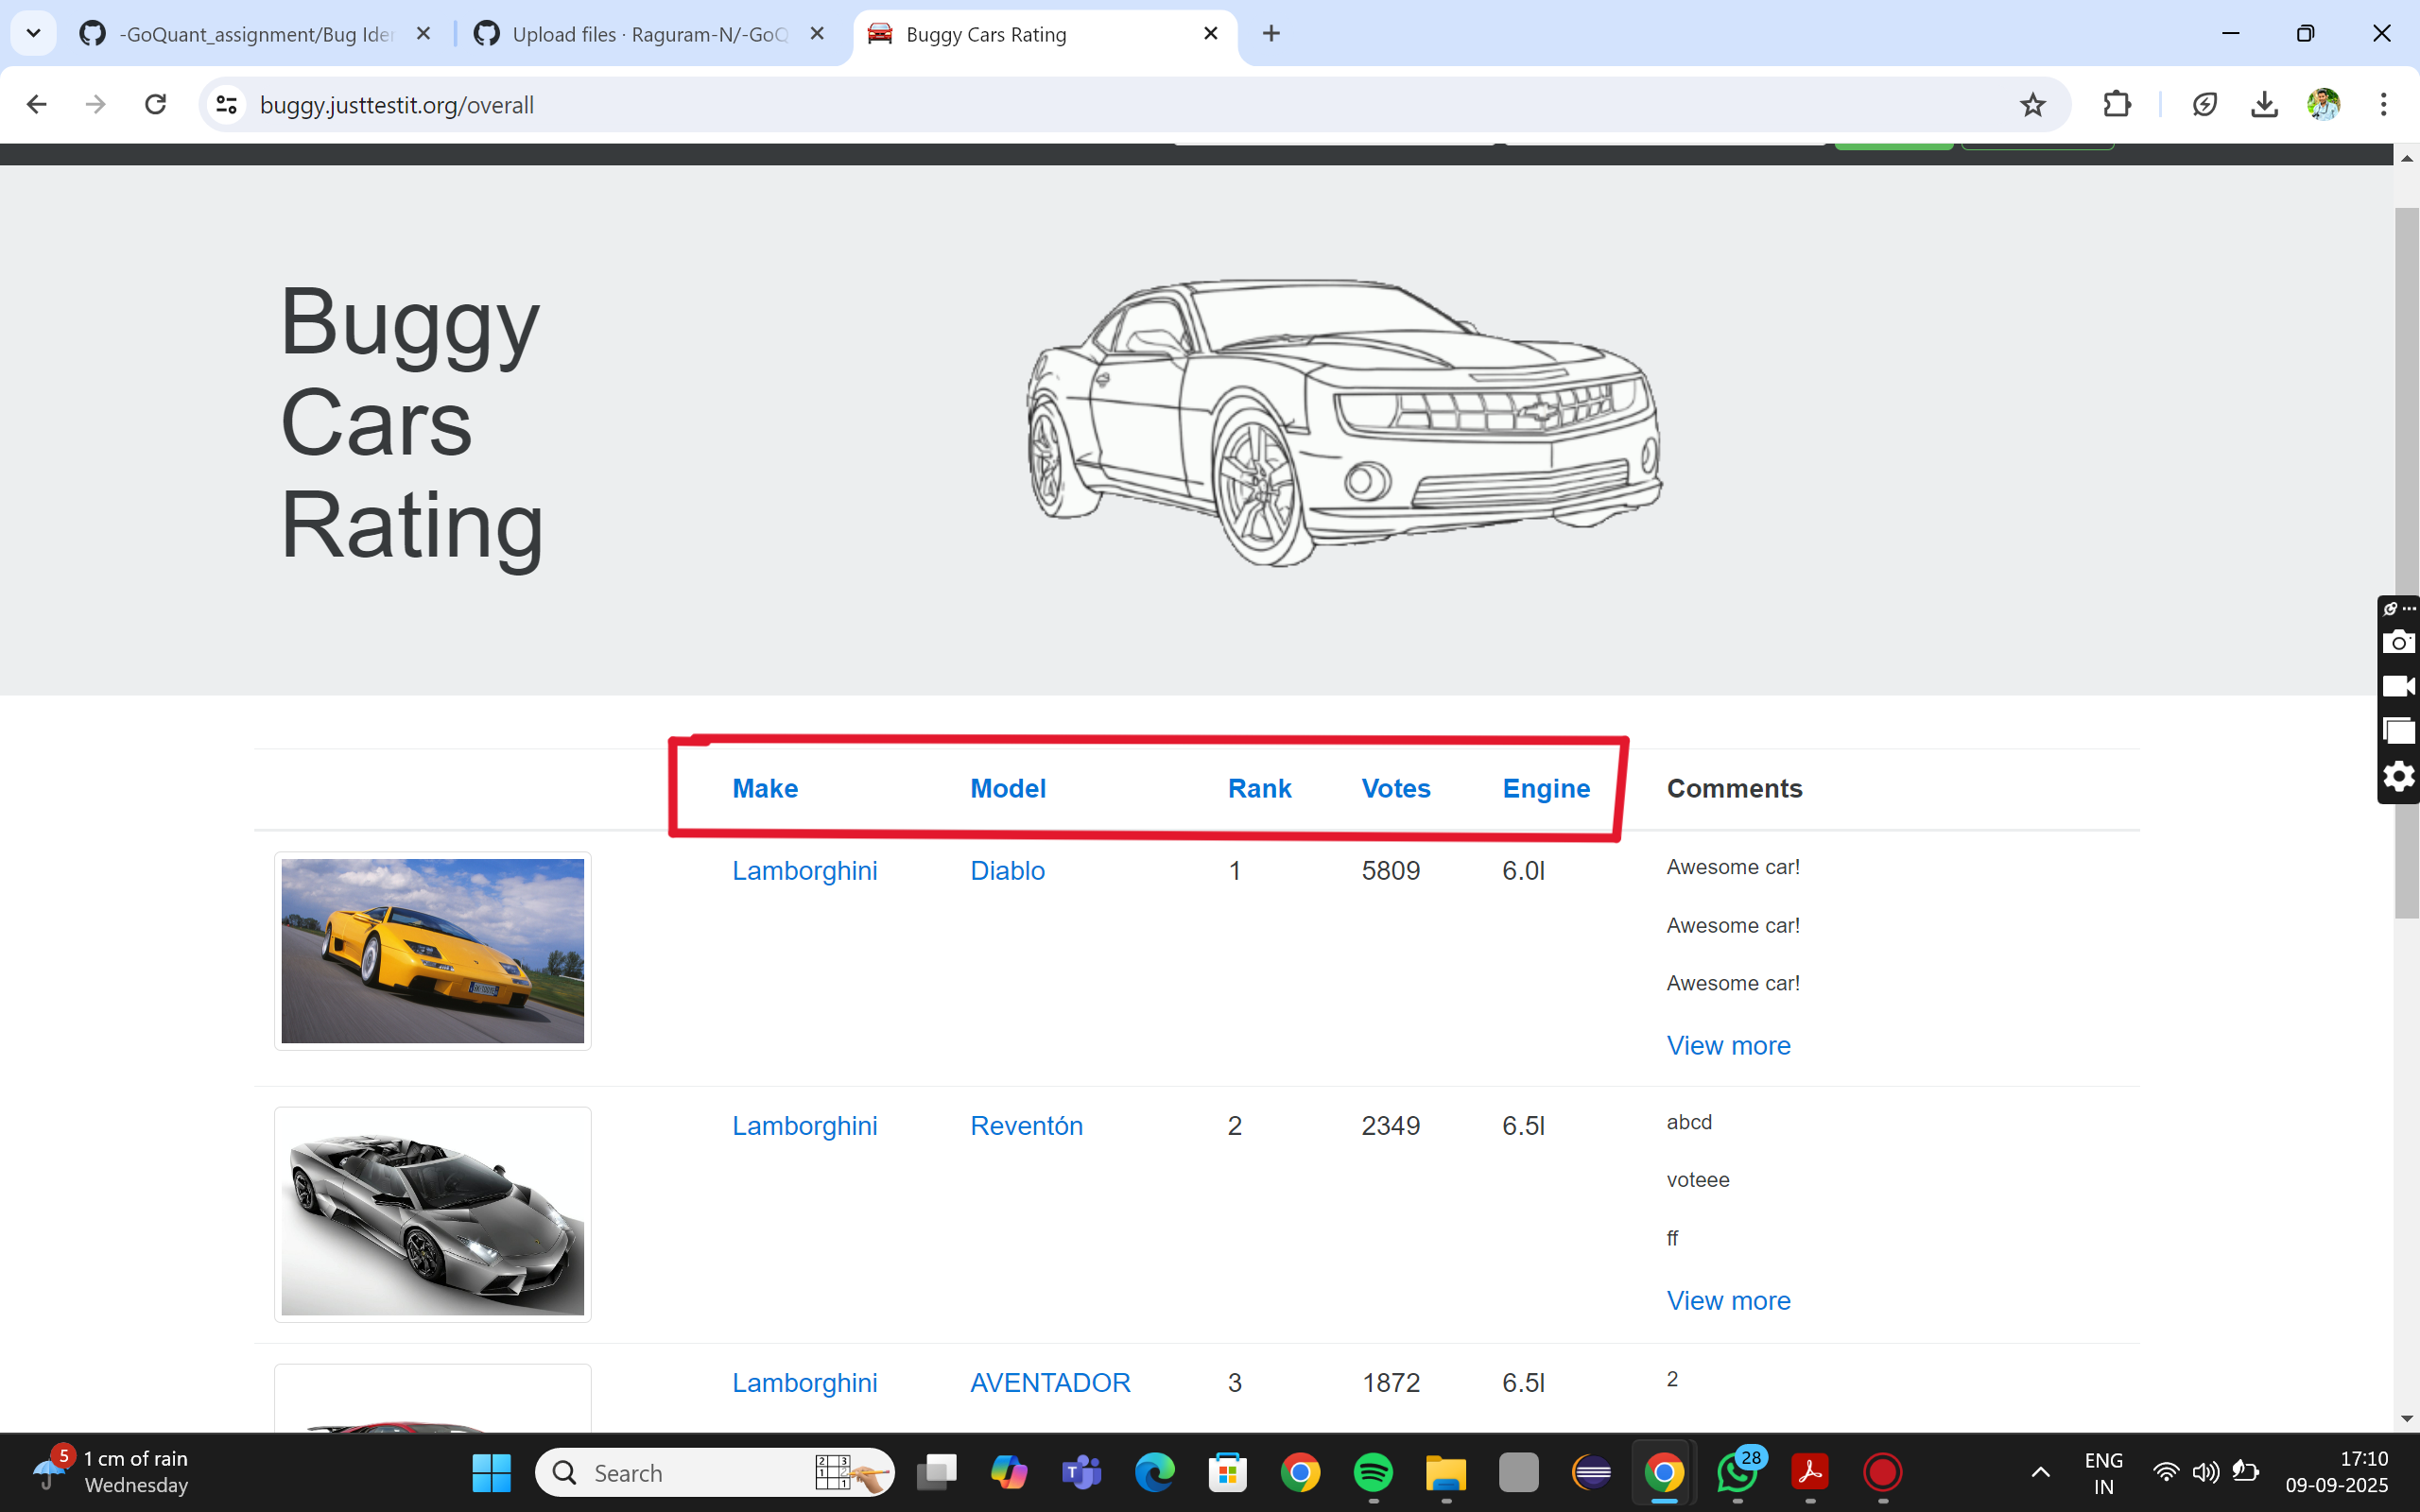 -GoQuant_assignment/Bug Ide
Upload files · Raguram-N/-GoQ
Buggy Cars Rating
buggy.justtestit.org/overall
Buggy
Cars
Rating
Make Model Rank Votes Engine Comments
Lamborghini Diablo 1 5809 6.0l Awesome car!
Awesome car!
Awesome car!
View more
Lamborghini Reventón 2 2349 6.5l abcd
voteee
ff
View more
Lamborghini AVENTADOR 3 1872 6.5l 2
5
1 cm of rain
Wednesday
Search
28
ENG
IN
17:10
09-09-2025